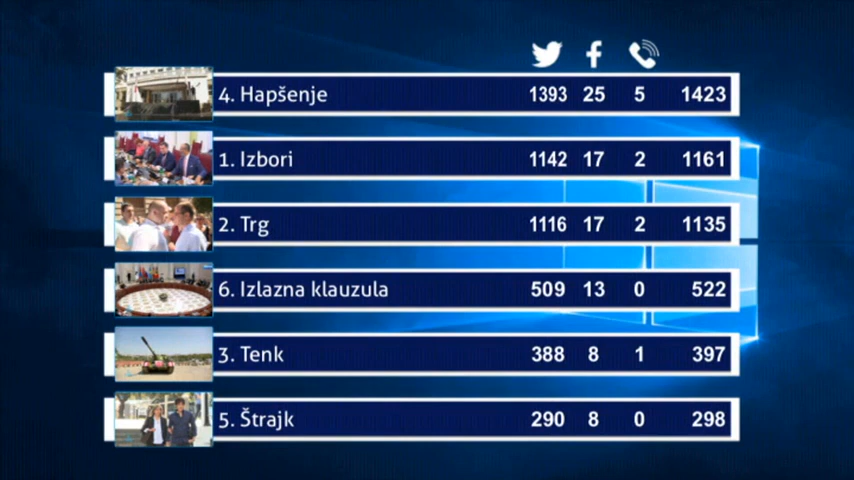 4. Hapšenje 1393 25 5 1423
1. Izbori 1142 17 2 1161
2. Trg 1116 17 2 1135
6. Izlazna klauzula 509 13 0 522
3. Tenk 388 8 1 397
5. Štrajk 290 8 0 298